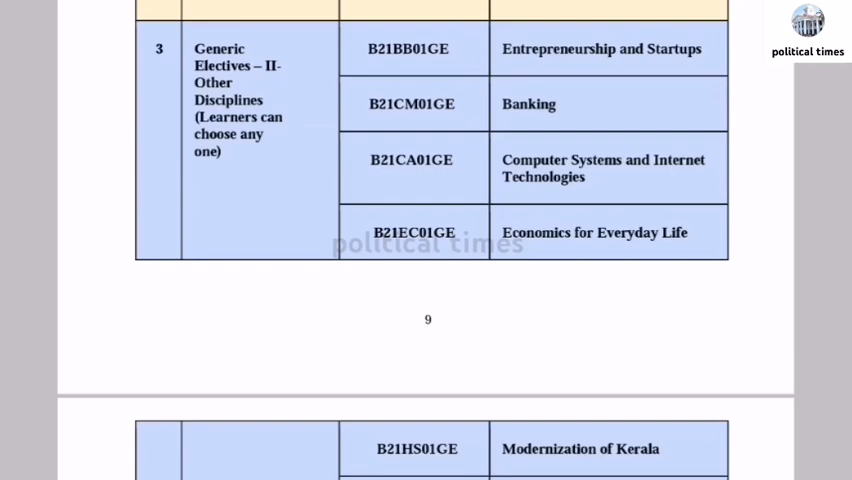 political times
3
Generic
Electives – II-
Other
Disciplines
(Learners can
choose any
one)
B21BB01GE
Entrepreneurship and Startups
B21CM01GE
Banking
B21CA01GE
Computer Systems and Internet
Technologies
B21EC01GE
Economics for Everyday Life
political times
9
B21HS01GE
Modernization of Kerala